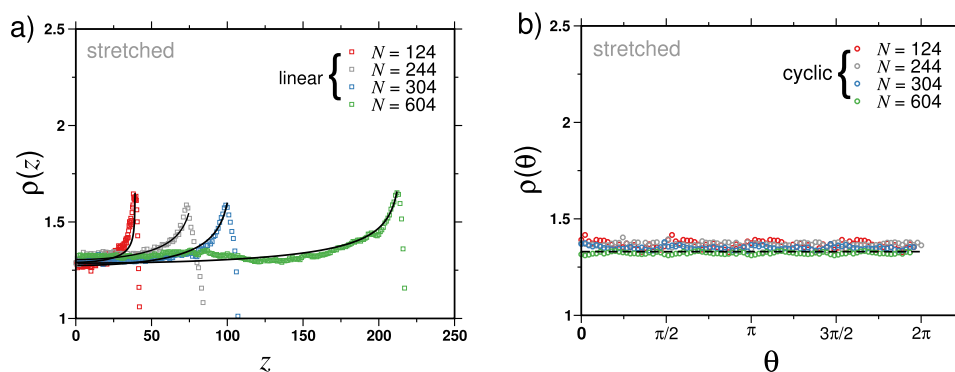 a)
stretched
linear { N = 124
N = 244
N = 304
N = 604
ρ(z)
2.5
2
1.5
1
0 50 100 150 200 250
z
b)
stretched
cyclic { N = 124
N = 244
N = 304
N = 604
ρ(θ)
2.5
2
1.5
1
0 π/2 π 3π/2 2π
θ